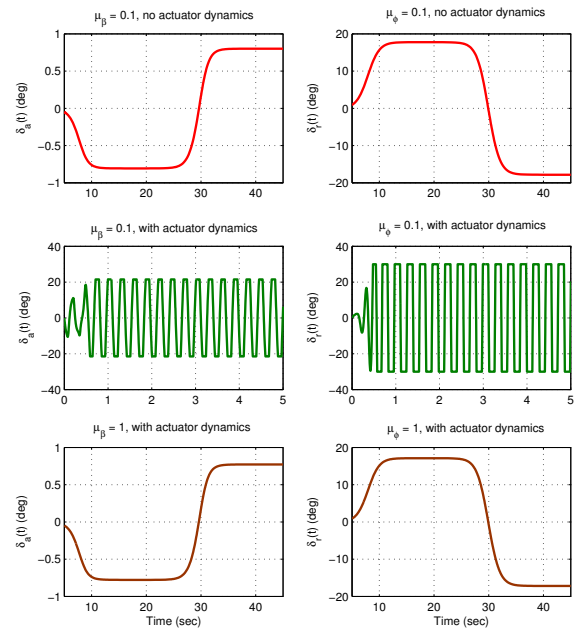 μβ = 0.1, no actuator dynamics
δa(t) (deg)
1
0.5
0
−0.5
−1
10 20 30 40
μϕ = 0.1, no actuator dynamics
δr(t) (deg)
20
10
0
−10
−20
10 20 30 40
μβ = 0.1, with actuator dynamics
δa(t) (deg)
40
20
0
−20
−40
0 1 2 3 4 5
μϕ = 0.1, with actuator dynamics
δr(t) (deg)
40
20
0
−20
−40
0 1 2 3 4 5
μβ = 1, with actuator dynamics
δa(t) (deg)
1
0.5
0
−0.5
−1
10 20 30 40
Time (sec)
μϕ = 1, with actuator dynamics
δr(t) (deg)
20
10
0
−10
−20
10 20 30 40
Time (sec)